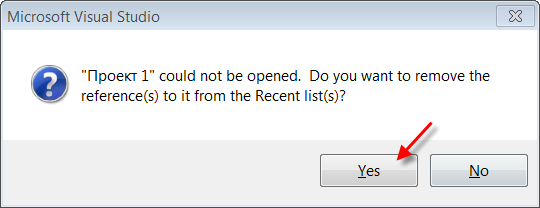 Microsoft Visual Studio
"Проект 1" could not be opened.  Do you want to remove the
reference(s) to it from the Recent list(s)?
Yes
No